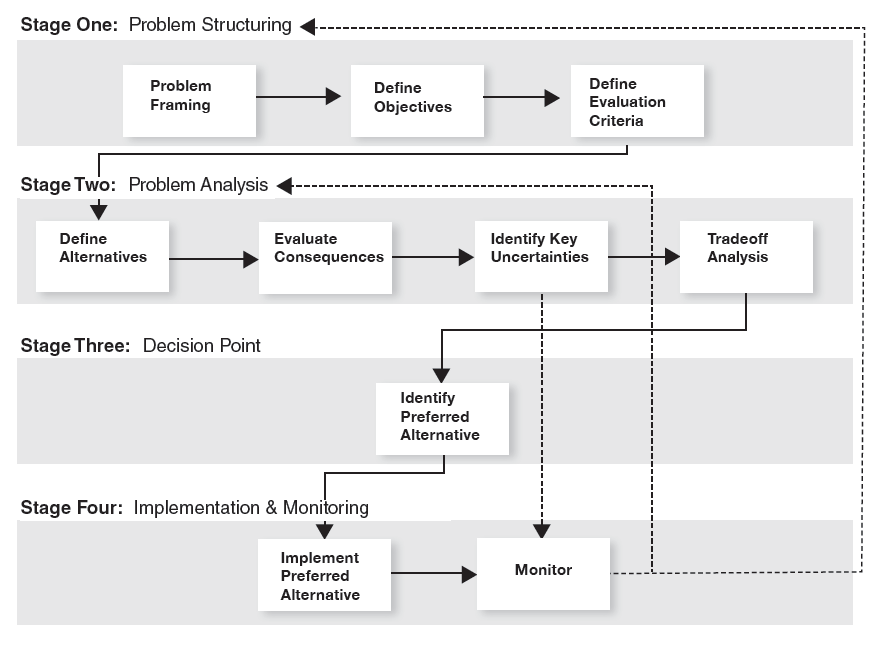 Stage One: Problem Structuring
Problem
Framing
Define
Objectives
Define
Evaluation
Criteria
Stage Two: Problem Analysis
Define
Alternatives
Evaluate
Consequences
Identify Key
Uncertainties
Tradeoff
Analysis
Stage Three: Decision Point
Identify
Preferred
Alternative
Stage Four: Implementation & Monitoring
Implement
Preferred
Alternative
Monitor